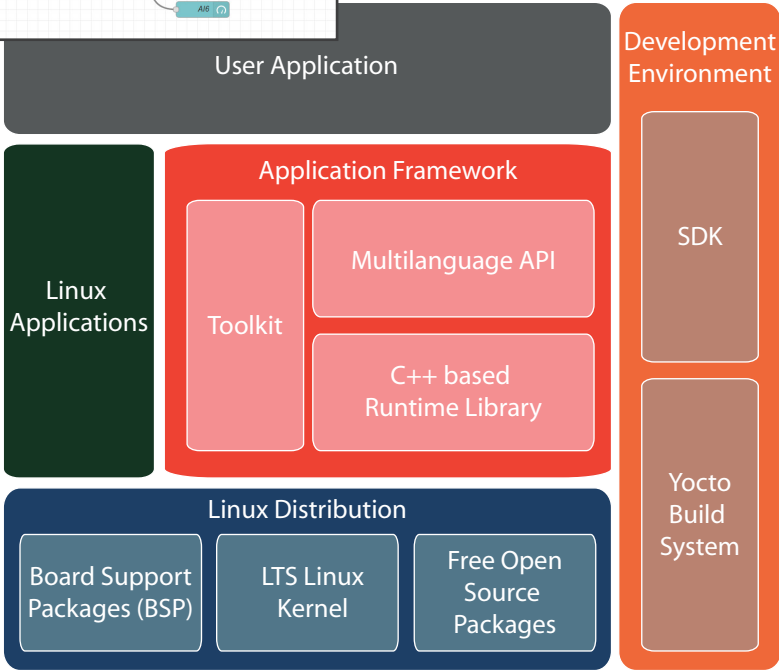 AI6
User Application
Development
Environment
SDK
Yocto
Build
System
Linux
Applications
Application Framework
Toolkit
Multilanguage API
C++ based
Runtime Library
Linux Distribution
Board Support
Packages (BSP)
LTS Linux
Kernel
Free Open
Source
Packages